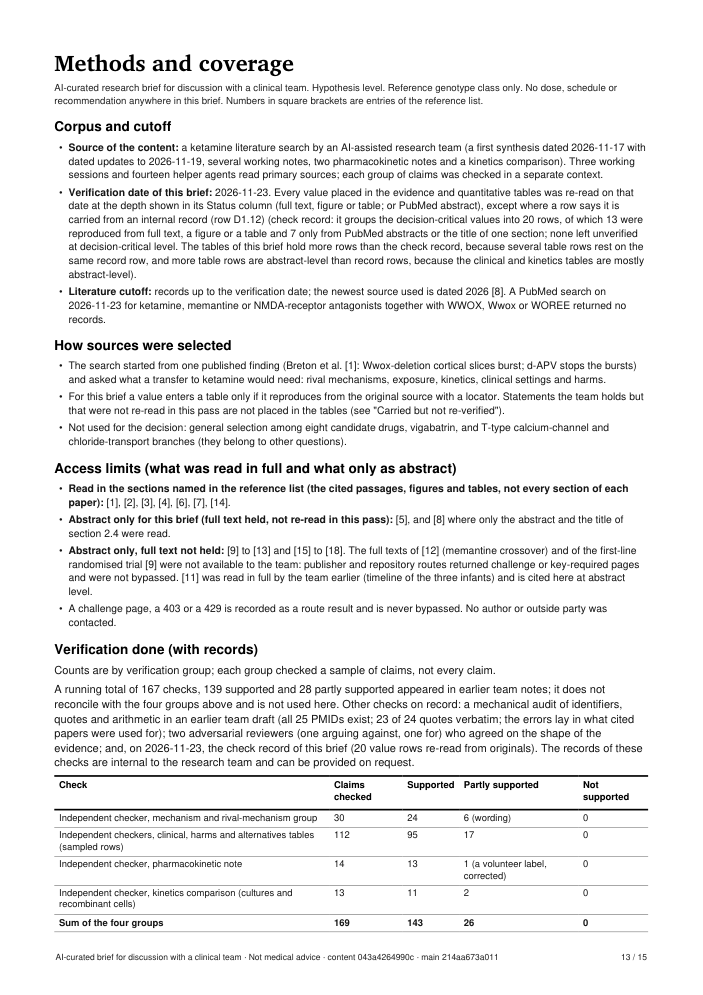 Methods and coverage
AI-curated research brief for discussion with a clinical team. Hypothesis level. Reference genotype class only. No dose, schedule or
recommendation anywhere in this brief. Numbers in square brackets are entries of the reference list.
Corpus and cutoff
• Source of the content: a ketamine literature search by an AI-assisted research team (a first synthesis dated 2026-11-17 with
dated updates to 2026-11-19, several working notes, two pharmacokinetic notes and a kinetics comparison). Three working
sessions and fourteen helper agents read primary sources; each group of claims was checked in a separate context.
• Verification date of this brief: 2026-11-23. Every value placed in the evidence and quantitative tables was re-read on that
date at the depth shown in its Status column (full text, figure or table; or PubMed abstract), except where a row says it is
carried from an internal record (row D1.12) (check record: it groups the decision-critical values into 20 rows, of which 13 were
reproduced from full text, a figure or a table and 7 only from PubMed abstracts or the title of one section; none left unverified
at decision-critical level. The tables of this brief hold more rows than the check record, because several table rows rest on the
same record row, and more table rows are abstract-level than record rows, because the clinical and kinetics tables are mostly
abstract-level).
• Literature cutoff: records up to the verification date; the newest source used is dated 2026 [8]. A PubMed search on
2026-11-23 for ketamine, memantine or NMDA-receptor antagonists together with WWOX, Wwox or WOREE returned no
records.
How sources were selected
• The search started from one published finding (Breton et al. [1]: Wwox-deletion cortical slices burst; d-APV stops the bursts)
and asked what a transfer to ketamine would need: rival mechanisms, exposure, kinetics, clinical settings and harms.
• For this brief a value enters a table only if it reproduces from the original source with a locator. Statements the team holds but
that were not re-read in this pass are not placed in the tables (see "Carried but not re-verified").
• Not used for the decision: general selection among eight candidate drugs, vigabatrin, and T-type calcium-channel and
chloride-transport branches (they belong to other questions).
Access limits (what was read in full and what only as abstract)
• Read in the sections named in the reference list (the cited passages, figures and tables, not every section of each
paper): [1], [2], [3], [4], [6], [7], [14].
• Abstract only for this brief (full text held, not re-read in this pass): [5], and [8] where only the abstract and the title of
section 2.4 were read.
• Abstract only, full text not held: [9] to [13] and [15] to [18]. The full texts of [12] (memantine crossover) and of the first-line
randomised trial [9] were not available to the team: publisher and repository routes returned challenge or key-required pages
and were not bypassed. [11] was read in full by the team earlier (timeline of the three infants) and is cited here at abstract
level.
• A challenge page, a 403 or a 429 is recorded as a route result and is never bypassed. No author or outside party was
contacted.
Verification done (with records)
Counts are by verification group; each group checked a sample of claims, not every claim.
A running total of 167 checks, 139 supported and 28 partly supported appeared in earlier team notes; it does not
reconcile with the four groups above and is not used here. Other checks on record: a mechanical audit of identifiers,
quotes and arithmetic in an earlier team draft (all 25 PMIDs exist; 23 of 24 quotes verbatim; the errors lay in what cited
papers were used for); two adversarial reviewers (one arguing against, one for) who agreed on the shape of the
evidence; and, on 2026-11-23, the check record of this brief (20 value rows re-read from originals). The records of these
checks are internal to the research team and can be provided on request.
Check Claims checked Supported Partly supported Not supported
Independent checker, mechanism and rival-mechanism group 30 24 6 (wording) 0
Independent checkers, clinical, harms and alternatives tables (sampled rows) 112 95 17 0
Independent checker, pharmacokinetic note 14 13 1 (a volunteer label, corrected) 0
Independent checker, kinetics comparison (cultures and recombinant cells) 13 11 2 0
Sum of the four groups 169 143 26 0
AI-curated brief for discussion with a clinical team · Not medical advice · content 043a4264990c · main 214aa673a011 13 / 15